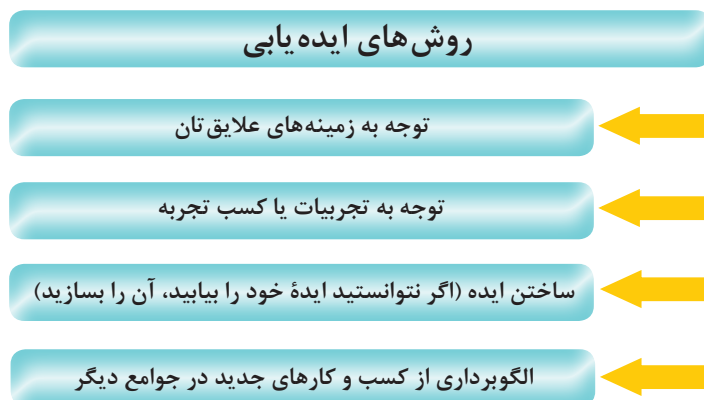 روش‌های ایده‌یابی
توجه به زمینه‌های علایق‌تان
توجه به تجربیات یا کسب تجربه
ساختن ایده (اگر نتوانستید ایدهٔ خود را بیابید، آن را بسازید)
الگوبرداری از کسب و کارهای جدید در جوامع دیگر